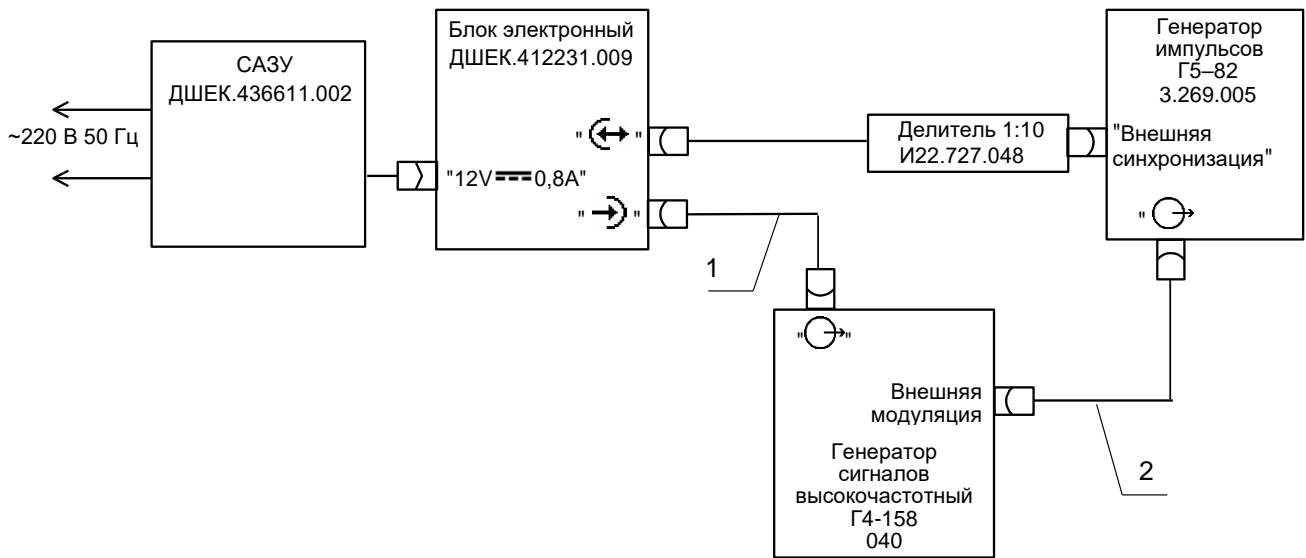 САЗУ
ДШЕК.436611.002
~220 В 50 Гц
Блок электронный
ДШЕК.412231.009
" "
"12V 0,8А"
" "
Делитель 1:10
И22.727.048
Генератор
импульсов
Г5–82
3.269.005
"Внешняя
синхронизация"
"
1
" "
Внешняя
модуляция
Генератор
сигналов
высокочастотный
Г4-158
040
2